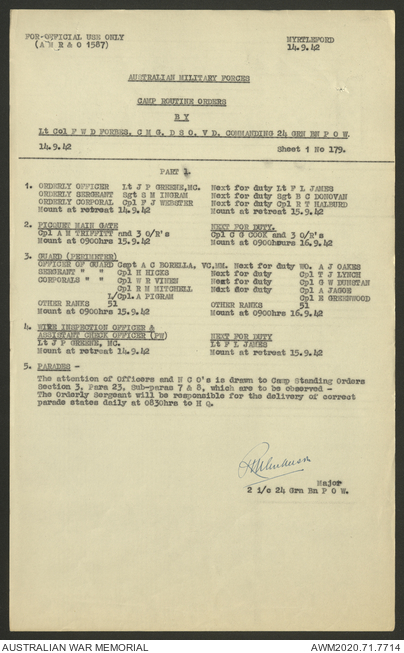 FOR OFFICIAL USE ONLY MYRTLEFORD
(A M R & O 1587) 14.9.42
AUSTRALIAN MILITARY FORCES
CAMP ROUTINE ORDERS
B Y
Lt Col F W D FORBES. C M G. D S O. V D. COMMANDING 24 GRN BN P O W.
14.9.42 Sheet 1 No 179.
PART 1.
1. ORDERLY OFFICER Lt J P GREENE,MC. Next for duty Lt F L JAMES
ORDERLY SERGEANT Sgt S M INGRAM Next for duty Sgt B C DONOVAN
ORDERLY CORPORAL Cpl F J WEBSTER Next for duty Cpl R T HALBURD
Mount at retreat 14.9.42 Mount at retreat 15.9.42
2. PICQUET MAIN GATE NEXT FOR DUTY.
Cpl A M TRIFFITT and 3 O/R's Cpl C G COOK and 3 O/R's
Mount at 0900hrs 15.9.42 Mount at 0900hours 16.9.42
3. GUARD (PERIMETER)
OFFICER OF GUARD Capt A C BORELLA, VC,MM. Next for duty WO. A J OAKES
SERGEANT " " Cpl H HICKS Next for duty Cpl T J LYNCH
CORPORALS " " Cpl W R VINEN Next for duty Cpl G W DUNSTAN
Cpl R M MITCHELL Next for duty Cpl A JAGOE
L/Cpl. A PIGRAM Cpl E GREENWOOD
OTHER RANKS 51 OTHER RANKS 51
Mount at 0900hrs 15.9.42 Mount at 0900hrs 16.9.42
4. WIRE INSPECTION OFFICER &
ASSISTANT CHECK OFFICER (PW) NEXT FOR DUTY
Lt J P GREENE, MC. Lt F L JAMES
Mount at retreat 14.9.42 Mount at retreat 15.9.42
5. PARADES -
The attention of Officers and N C O's is drawn to Camp Standing Orders
Section 3, Para 23, Sub-paras 7 & 8, which are to be observed -
The Orderly Sergeant will be responsible for the delivery of correct
parade states daily at 0830hrs to H Q.
Major
2 i/c 24 Grn Bn P O W.
AUSTRALIAN WAR MEMORIAL AWM2020.71.7714